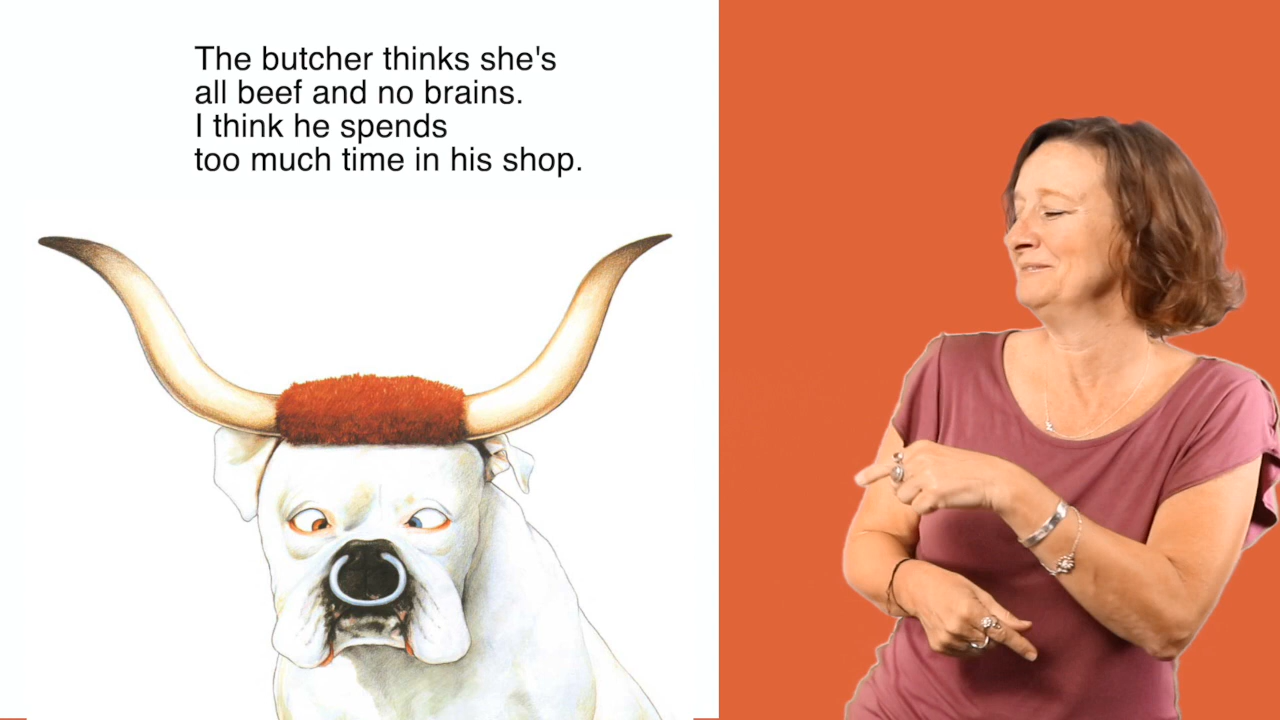 The butcher thinks she's
all beef and no brains.
I think he spends
too much time in his shop.